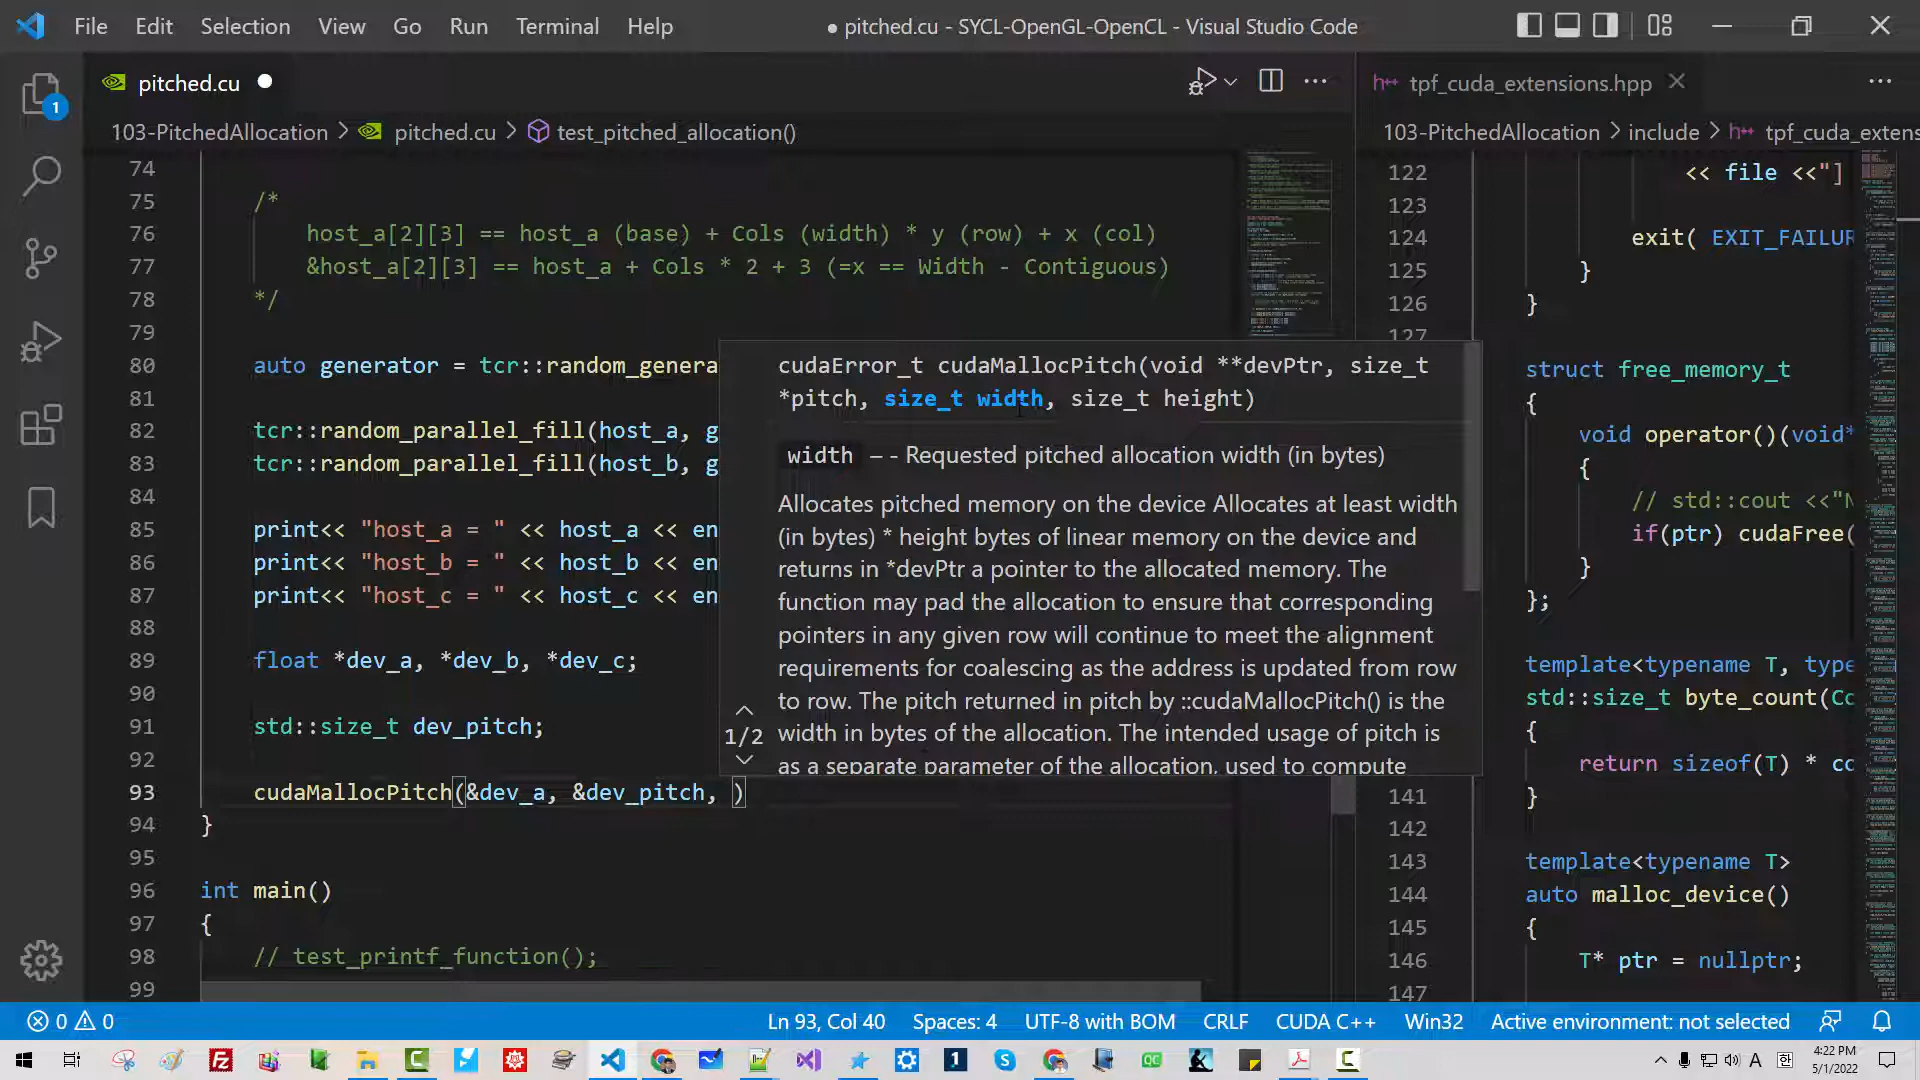 File Edit Selection View Go Run Terminal Help
● pitched.cu - SYCL-OpenGL-OpenCL - Visual Studio Code
1
pitched.cu
103-PitchedAllocation > pitched.cu > test_pitched_allocation()
74
75 /*
76 host_a[2][3] == host_a (base) + Cols (width) * y (row) + x (col)
77 &host_a[2][3] == host_a + Cols * 2 + 3 (=x == Width - Contiguous)
78 */
79
80 auto generator = tcr::random_genera
81
82 tcr::random_parallel_fill(host_a, g
83 tcr::random_parallel_fill(host_b, g
84
85 print<< "host_a = " << host_a << en
86 print<< "host_b = " << host_b << en
87 print<< "host_c = " << host_c << en
88
89 float *dev_a, *dev_b, *dev_c;
90
91 std::size_t dev_pitch;
92
93 cudaMallocPitch(&dev_a, &dev_pitch, )
94 }
95
96 int main()
97 {
98 // test_printf_function();
99
cudaError_t cudaMallocPitch(void **devPtr, size_t
*pitch, size_t width, size_t height)
width — - Requested pitched allocation width (in bytes)
Allocates pitched memory on the device Allocates at least width
(in bytes) * height bytes of linear memory on the device and
returns in *devPtr a pointer to the allocated memory. The
function may pad the allocation to ensure that corresponding
pointers in any given row will continue to meet the alignment
requirements for coalescing as the address is updated from row
to row. The pitch returned in pitch by ::cudaMallocPitch() is the
width in bytes of the allocation. The intended usage of pitch is
as a separate parameter of the allocation, used to compute
1/2
tpf_cuda_extensions.hpp
103-PitchedAllocation > include > tpf_cuda_extens
122 << file <<"]
123
124 exit( EXIT_FAILUR
125 }
126 }
127
struct free_memory_t
{
void operator()(void*
{
// std::cout <<"N
if(ptr) cudaFree(
}
};
template<typename T, type
std::size_t byte_count(Co
{
return sizeof(T) * co
141 }
142
143 template<typename T>
144 auto malloc_device()
145 {
146 T* ptr = nullptr;
147
0 0
Ln 93, Col 40 Spaces: 4 UTF-8 with BOM CRLF CUDA C++ Win32 Active environment: not selected
A 한 4:22 PM
5/1/2022